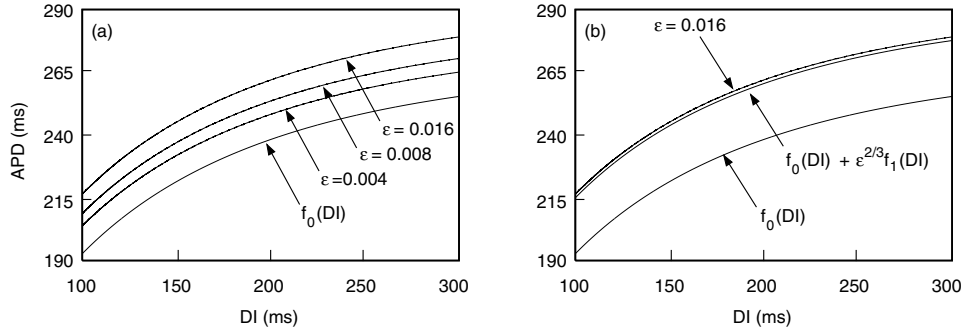 (a)
290
265
240
215
190
APD (ms)
ε = 0.016
ε = 0.008
ε =0.004
f₀(DI)
100 150 200 250 300
DI (ms)
(b)
290
265
240
215
190
ε = 0.016
f₀(DI) + ε²ᐟ³f₁(DI)
f₀(DI)
100 150 200 250 300
DI (ms)